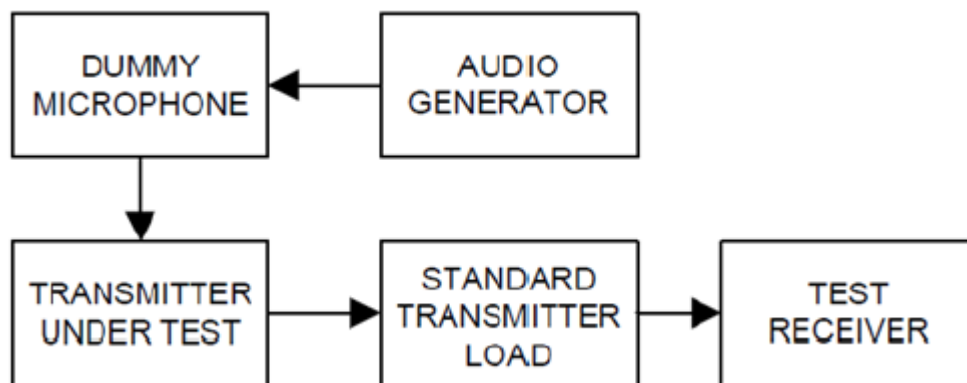 DUMMY
MICROPHONE
AUDIO
GENERATOR
TRANSMITTER
UNDER TEST
STANDARD
TRANSMITTER
LOAD
TEST
RECEIVER